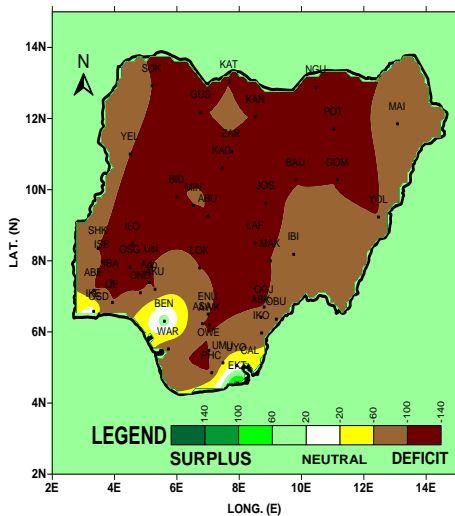 14N
12N
10N
8N
6N
4N
2N
LAT. (N)
N
SOK
KAT
NGU
GUS
KAN
POT
MAI
YEL
ZAR
KAD
BAU
GOM
BID
MIN
ABU
JOS
YOL
SHK
ISE
ILO
LAF
OSG
LOK
MAK
IBI
IBA
ABE
OND
AKU
IKE
BEN
ENU
OGJ
OBU
WAR
OWE
IKO
UMU
UYO
CAL
PHC
EKT
LEGEND
140 100 60 20 -20 -60 -100 -140
SURPLUS NEUTRAL DEFICIT
2E 4E 6E 8E 10E 12E 14E
LONG. (E)